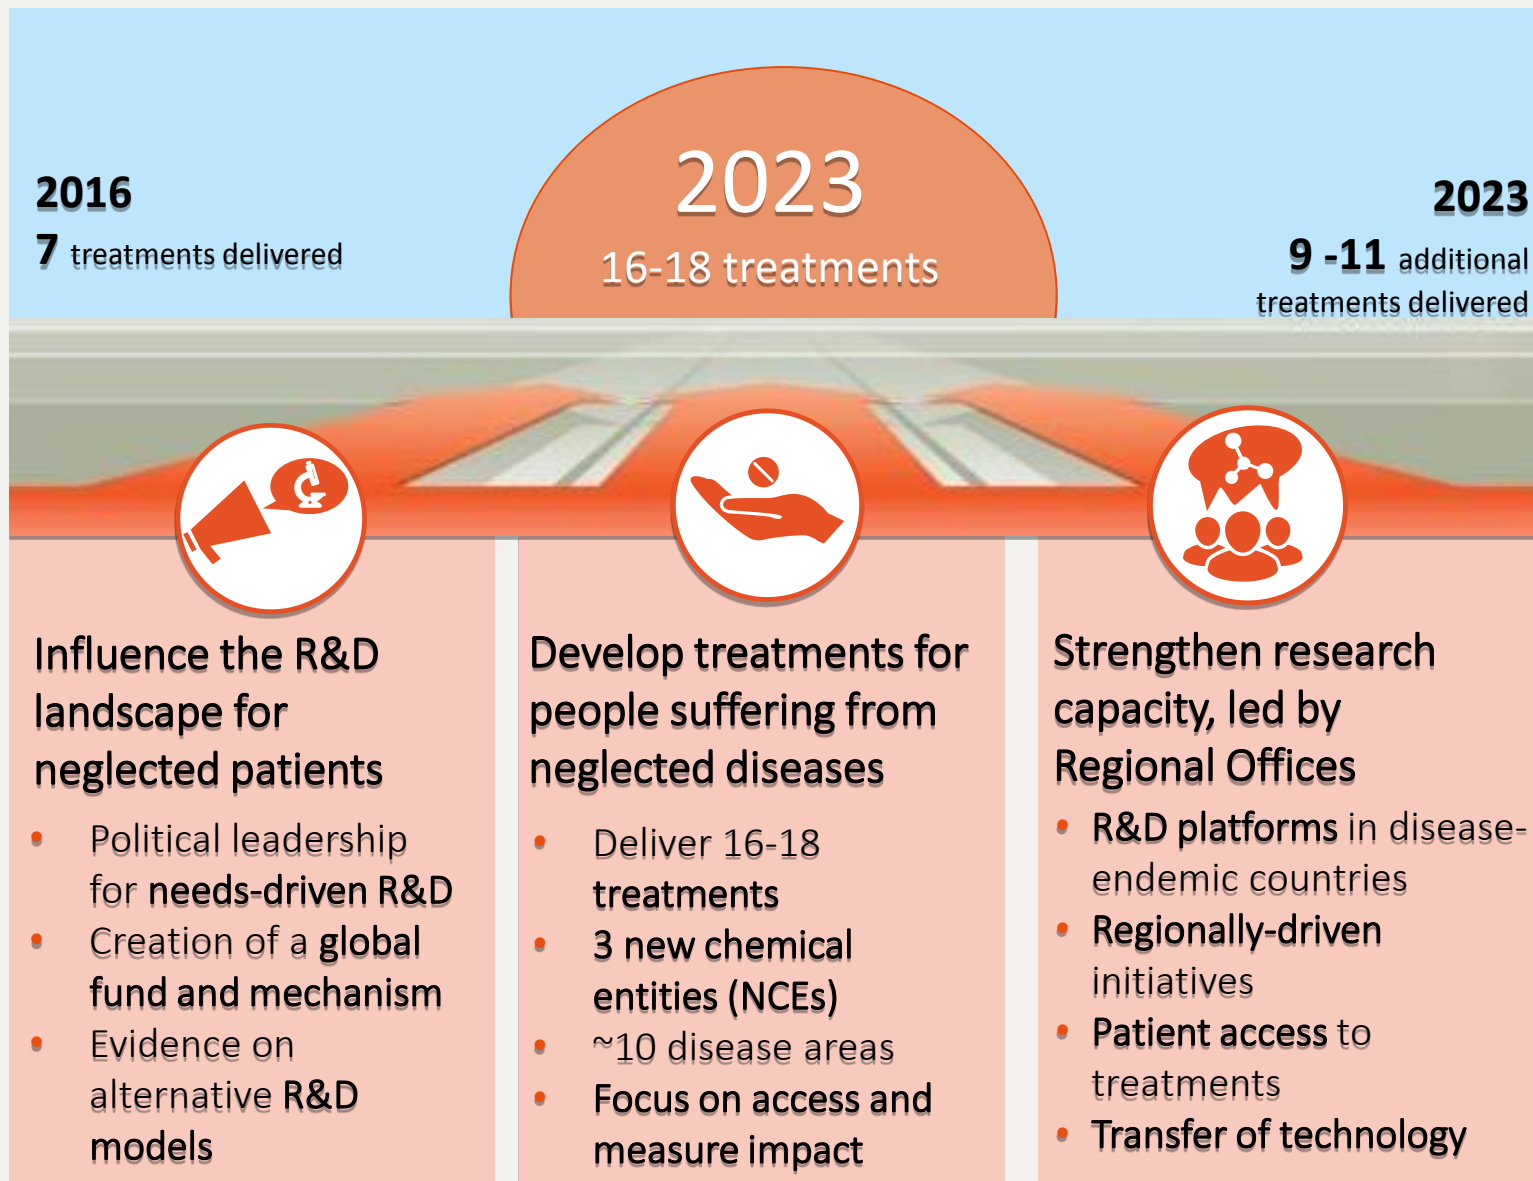 2016
7 treatments delivered
2023
16-18 treatments
2023
9 -11 additional
treatments delivered
Influence the R&D
landscape for
neglected patients
• Political leadership
for needs-driven R&D
• Creation of a global
fund and mechanism
• Evidence on
alternative R&D
models
Develop treatments for
people suffering from
neglected diseases
• Deliver 16-18
treatments
• 3 new chemical
entities (NCEs)
• ~10 disease areas
• Focus on access and
measure impact
Strengthen research
capacity, led by
Regional Offices
• R&D platforms in disease-
endemic countries
• Regionally-driven
initiatives
• Patient access to
treatments
• Transfer of technology